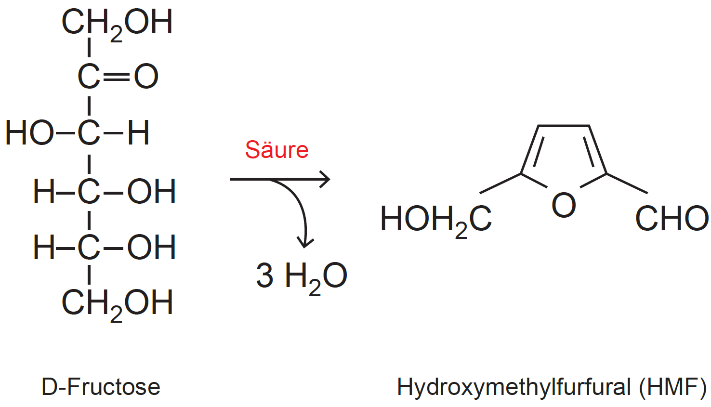 CH₂OH
C=O
HO–C–H
H–C–OH
H–C–OH
CH₂OH
Säure
3 H₂O
HOH₂C
O
CHO
D-Fructose
Hydroxymethylfurfural (HMF)